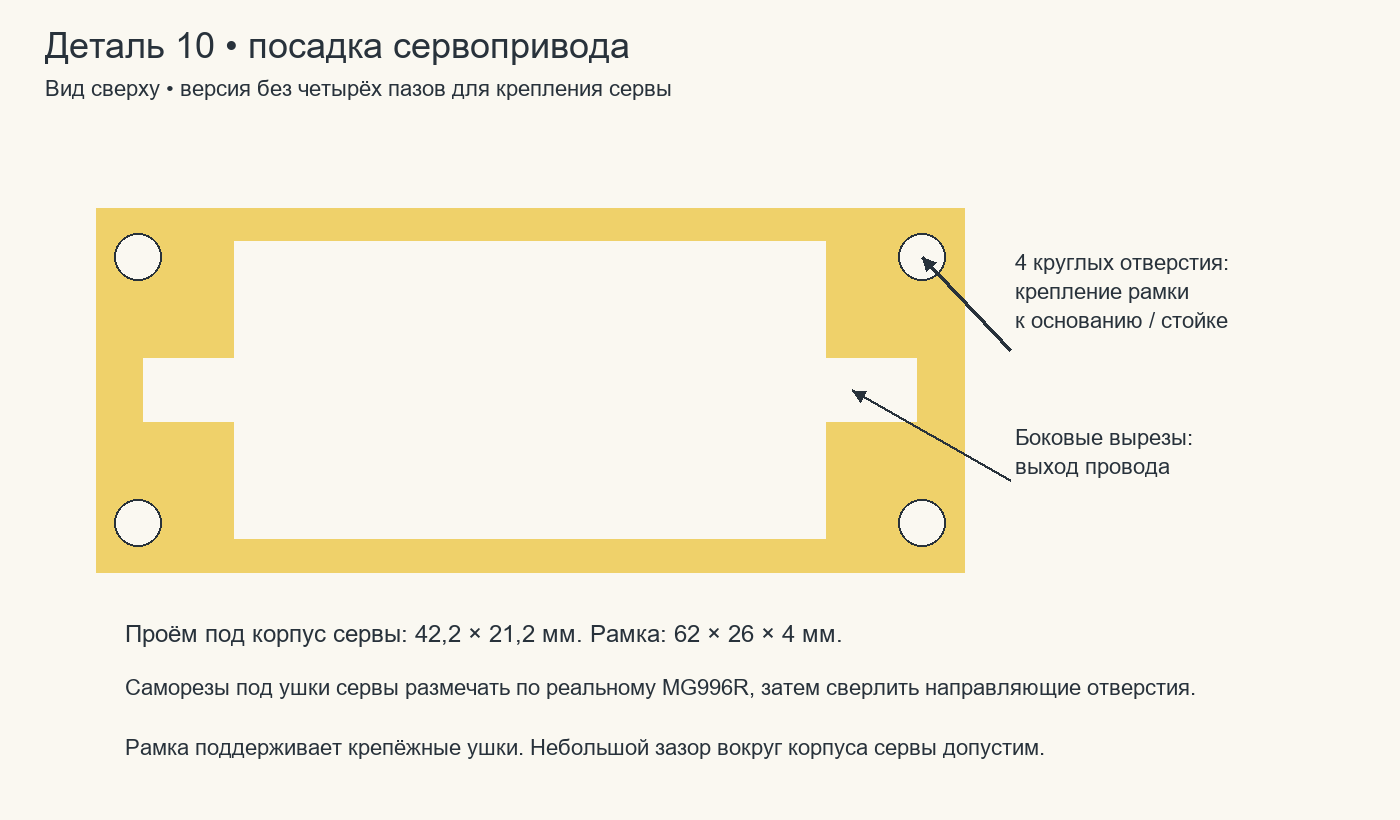 Деталь 10 • посадка сервопривода
Вид сверху • версия без четырёх пазов для крепления сервы
4 круглых отверстия:
крепление рамки
к основанию / стойке
Боковые вырезы:
выход провода
Проём под корпус сервы: 42,2 × 21,2 мм. Рамка: 62 × 26 × 4 мм.
Саморезы под ушки сервы размечать по реальному MG996R, затем сверлить направляющие отверстия.
Рамка поддерживает крепёжные ушки. Небольшой зазор вокруг корпуса сервы допустим.